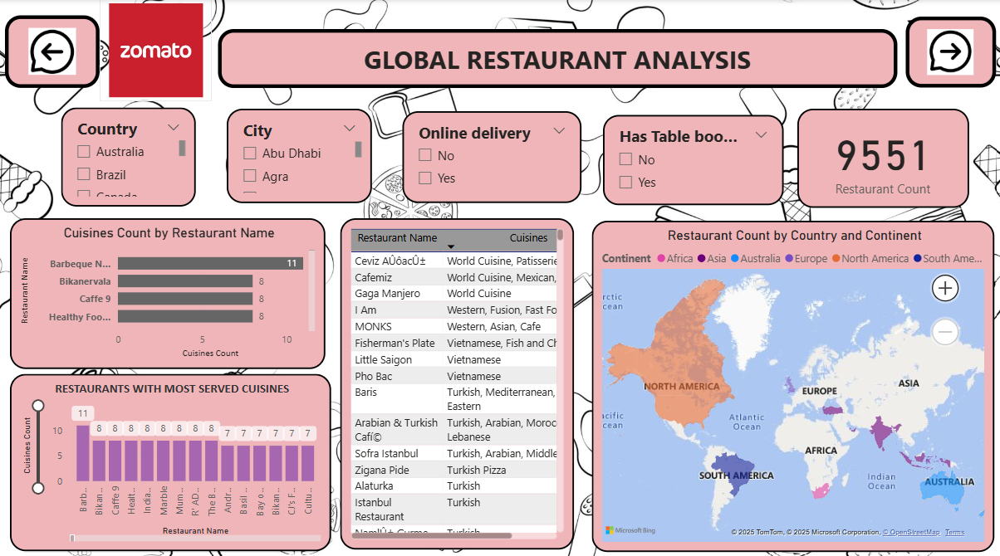 zomato
GLOBAL RESTAURANT ANALYSIS
Country
Australia
Brazil
Canada
City
Abu Dhabi
Agra
Online delivery
No
Yes
Has Table boo...
No
Yes
9551
Restaurant Count
Cuisines Count by Restaurant Name
Restaurant Name
Barbeque N...
11
Bikanervala
8
Caffe 9
8
Healthy Foo...
8
0 5 10
Cuisines Count
RESTAURANTS WITH MOST SERVED CUISINES
Cuisines Count
10
5
0
11 8 8 8 8 8 8 8 8 7 7 7 7 7 7
Barb...
Bikan...
Caffe 9
Healt...
India...
Marble
Mum...
R' AD...
The B...
Andr...
Basil ...
Bay o...
Bikan...
CJ's F...
Cultu...
Restaurant Name
Restaurant Name Cuisines
Ceviz AÛôacÛ± World Cuisine, Patisserie
Cafemiz World Cuisine, Mexican,
Gaga Manjero World Cuisine
I Am Western, Fusion, Fast Fo
MONKS Western, Asian, Cafe
Fisherman's Plate Vietnamese, Fish and Ch
Little Saigon Vietnamese
Pho Bac Vietnamese
Baris Turkish, Mediterranean,
Eastern
Arabian & Turkish Turkish, Arabian, Moroc
Cafí© Lebanese
Sofra Istanbul Turkish, Arabian, Middle
Zigana Pide Turkish Pizza
Alaturka Turkish
Istanbul Turkish
Restaurant
Restaurant Count by Country and Continent
Continent Africa Asia Australia Europe North America South Ame...
NORTH AMERICA
EUROPE
ASIA
Atlantic
Ocean
AFRICA
SOUTH AMERICA
Indian
Ocean
AUSTRALIA
rctic
cean
acific
cean
Microsoft Bing
© 2025 TomTom, © 2025 Microsoft Corporation, © OpenStreetMap Terms